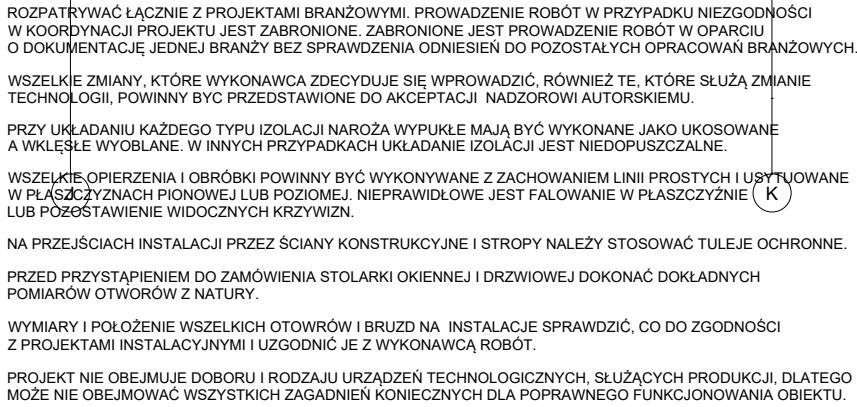 ROZPATRYWAĆ ŁĄCZNIE Z PROJEKTAMI BRANŻOWYMI. PROWADZENIE ROBÓT W PRZYPADKU NIEZGODNOŚCI
W KOORDYNACJI PROJEKTU JEST ZABRONIONE. ZABRONIONE JEST PROWADZENIE ROBÓT W OPARCIU
O DOKUMENTACJĘ JEDNEJ BRANŻY BEZ SPRAWDZENIA ODNIESIEŃ DO POZOSTAŁYCH OPRACOWAŃ BRANŻOWYCH.
WSZELKIE ZMIANY, KTÓRE WYKONAWCA ZDECYDUJE SIĘ WPROWADZIĆ, RÓWNIEŻ TE, KTÓRE SŁUŻĄ ZMIANIE
TECHNOLOGII, POWINNY BYC PRZEDSTAWIONE DO AKCEPTACJI NADZOROWI AUTORSKIEMU.
PRZY UKŁADANIU KAŻDEGO TYPU IZOLACJI NAROŻA WYPUKŁE MAJĄ BYĆ WYKONANE JAKO UKOSOWANE
A WKLĘSŁE WYOBLANE. W INNYCH PRZYPADKACH UKŁADANIE IZOLACJI JEST NIEDOPUSZCZALNE.
WSZELKIE OPIERZENIA I OBRÓBKI POWINNY BYĆ WYKONYWANE Z ZACHOWANIEM LINII PROSTYCH I USYTUOWANE
W PŁASZCZYZNACH PIONOWEJ LUB POZIOMEJ. NIEPRAWIDŁOWE JEST FALOWANIE W PŁASZCZYŹNIE K
LUB POZOSTAWIENIE WIDOCZNYCH KRZYWIZN.
NA PRZEJŚCIACH INSTALACJI PRZEZ ŚCIANY KONSTRUKCYJNE I STROPY NALEŻY STOSOWAĆ TULEJE OCHRONNE.
PRZED PRZYSTĄPIENIEM DO ZAMÓWIENIA STOLARKI OKIENNEJ I DRZWIOWEJ DOKONAĆ DOKŁADNYCH
POMIARÓW OTWORÓW Z NATURY.
WYMIARY I POŁOŻENIE WSZELKICH OTOWRÓW I BRUZD NA INSTALACJE SPRAWDZIĆ, CO DO ZGODNOŚCI
Z PROJEKTAMI INSTALACYJNYMI I UZGODNIĆ JE Z WYKONAWCĄ ROBÓT.
PROJEKT NIE OBEJMUJE DOBORU I RODZAJU URZĄDZEŃ TECHNOLOGICZNYCH, SŁUŻĄCYCH PRODUKCJI, DLATEGO
MOŻE NIE OBEJMOWAĆ WSZYSTKICH ZAGADNIEŃ KONIECZNYCH DLA POPRAWNEGO FUNKCJONOWANIA OBIEKTU.